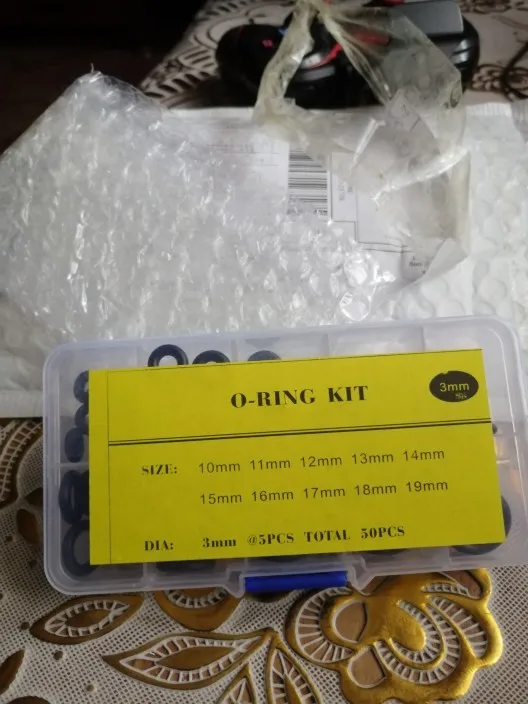 O-RING KIT
3mm
SIZE: 10mm 11mm 12mm 13mm 14mm
15mm 16mm 17mm 18mm 19mm
DIA: 3mm @5PCS TOTAL 50PCS